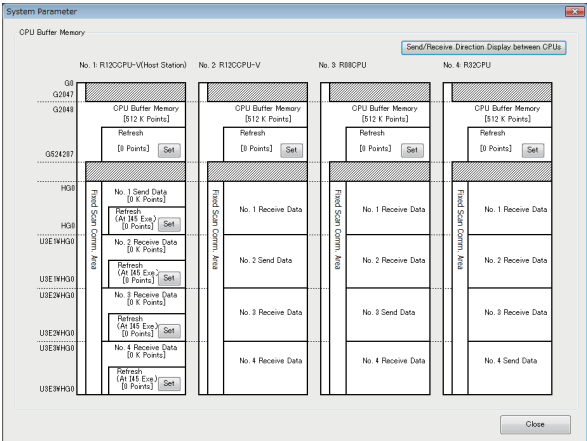 System Parameter
CPU Buffer Memory
Send/Receive Direction Display between CPUs
No. 1: R12CCPU-V(Host Station)
No. 2: R12CCPU-V
No. 3: R08CPU
No. 4: R32CPU
G0
G2047
G2048
G524287
CPU Buffer Memory
[512 K Points]
Refresh
[0 Points]
Set
CPU Buffer Memory
[512 K Points]
Refresh
[0 Points]
Set
CPU Buffer Memory
[512 K Points]
Refresh
[0 Points]
Set
CPU Buffer Memory
[512 K Points]
Refresh
[0 Points]
Set
HG0
HG0
U3E1¥HG0
U3E1¥HG0
U3E2¥HG0
U3E2¥HG0
U3E3¥HG0
U3E3¥HG0
Fixed Scan Comm. Area
No. 1 Send Data
[0 K Points]
Refresh
(At I45 Exe.)
[0 Points]
Set
No. 2 Receive Data
[0 K Points]
Refresh
(At I45 Exe.)
[0 Points]
Set
No. 3 Receive Data
[0 K Points]
Refresh
(At I45 Exe.)
[0 Points]
Set
No. 4 Receive Data
[0 K Points]
Refresh
(At I45 Exe.)
[0 Points]
Set
Fixed Scan Comm. Area
No. 1 Receive Data
No. 2 Send Data
No. 3 Receive Data
No. 4 Receive Data
Fixed Scan Comm. Area
No. 1 Receive Data
No. 2 Receive Data
No. 3 Send Data
No. 4 Receive Data
Fixed Scan Comm. Area
No. 1 Receive Data
No. 2 Receive Data
No. 3 Receive Data
No. 4 Send Data
Close